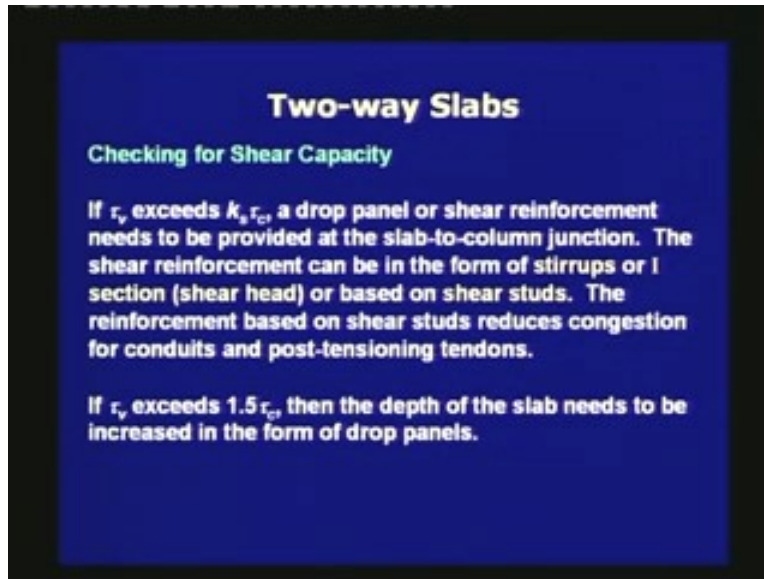 Two-way Slabs
Checking for Shear Capacity
If τᵥ exceeds kₛτ꜀, a drop panel or shear reinforcement
needs to be provided at the slab-to-column junction. The
shear reinforcement can be in the form of stirrups or I
section (shear head) or based on shear studs. The
reinforcement based on shear studs reduces congestion
for conduits and post-tensioning tendons.
If τᵥ exceeds 1.5τ꜀, then the depth of the slab needs to be
increased in the form of drop panels.